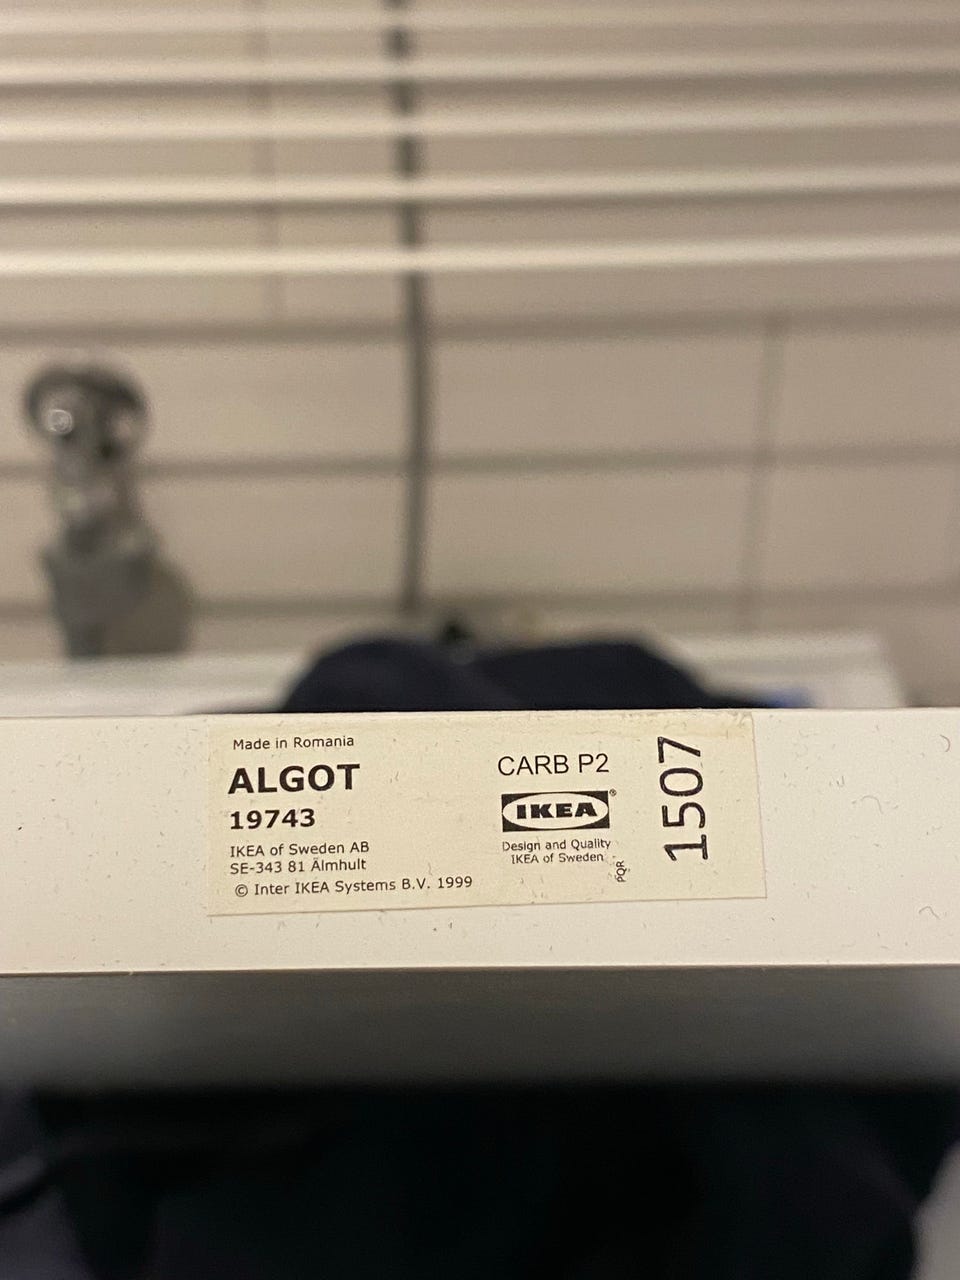 Made in Romania
ALGOT
19743
IKEA of Sweden AB
SE-343 81 Älmhult
© Inter IKEA Systems B.V. 1999
CARB P2
IKEA®
Design and Quality
IKEA of Sweden
PQR
1507